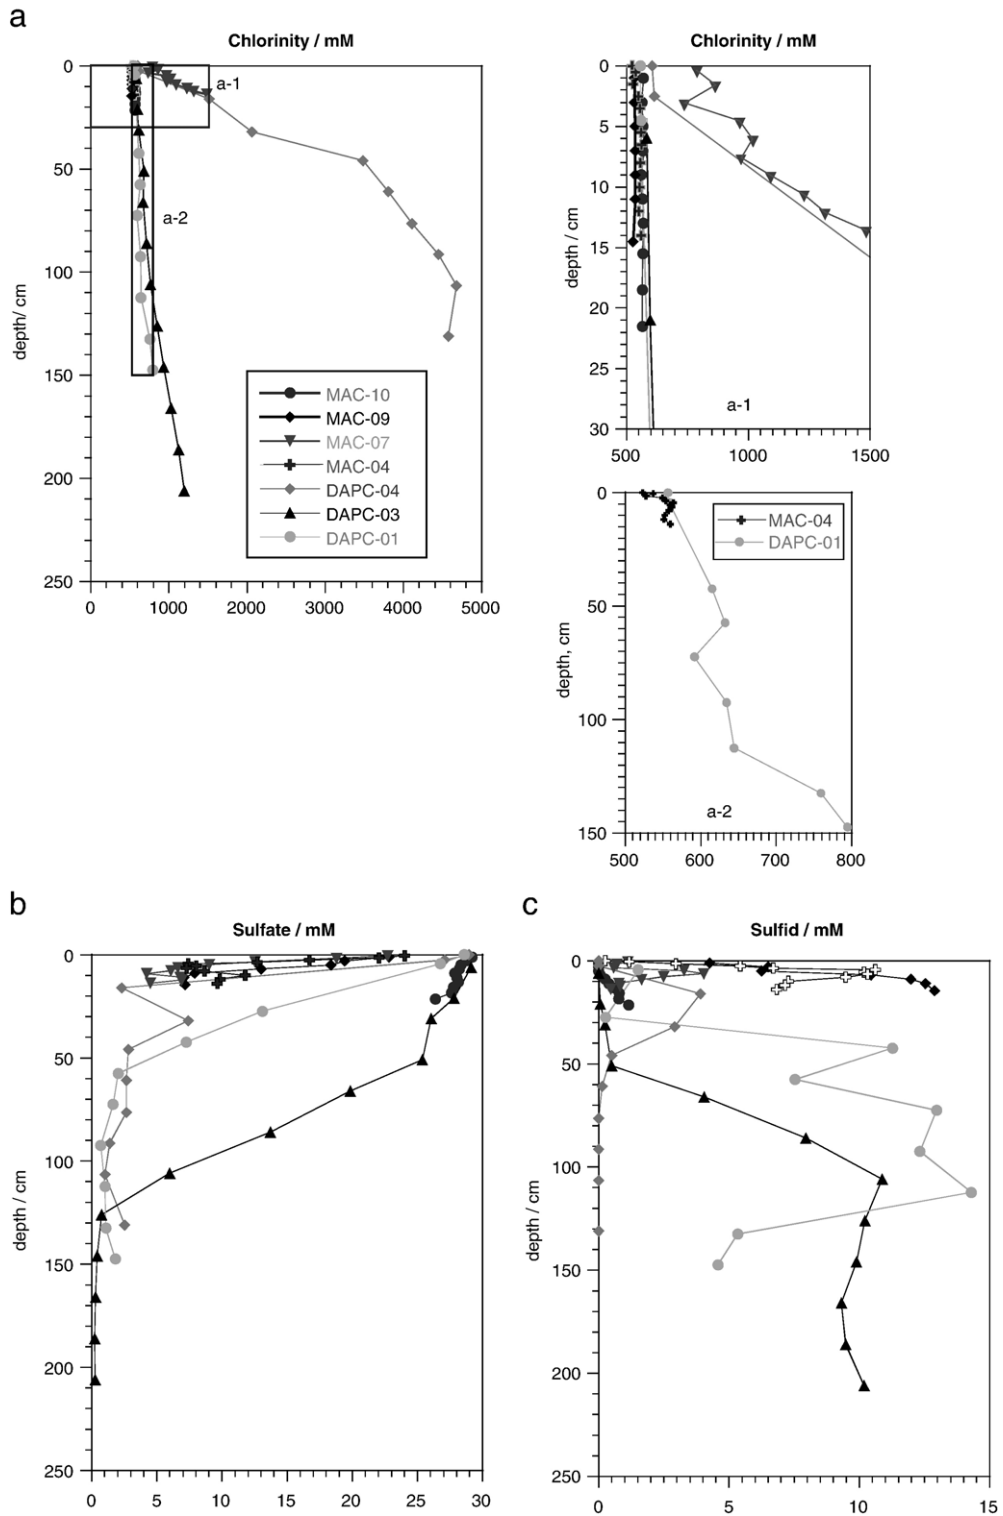 a
Chlorinity / mM
0
50
100
150
200
250
depth/ cm
a-1
a-2
MAC-10
MAC-09
MAC-07
MAC-04
DAPC-04
DAPC-03
DAPC-01
0 1000 2000 3000 4000 5000
Chlorinity / mM
0
5
10
15
20
25
30
depth / cm
a-1
500 1000 1500
0
50
100
150
depth, cm
MAC-04
DAPC-01
a-2
500 600 700 800
b
Sulfate / mM
0
50
100
150
200
250
depth / cm
0 5 10 15 20 25 30
c
Sulfid / mM
0
50
100
150
200
250
depth / cm
0 5 10 15